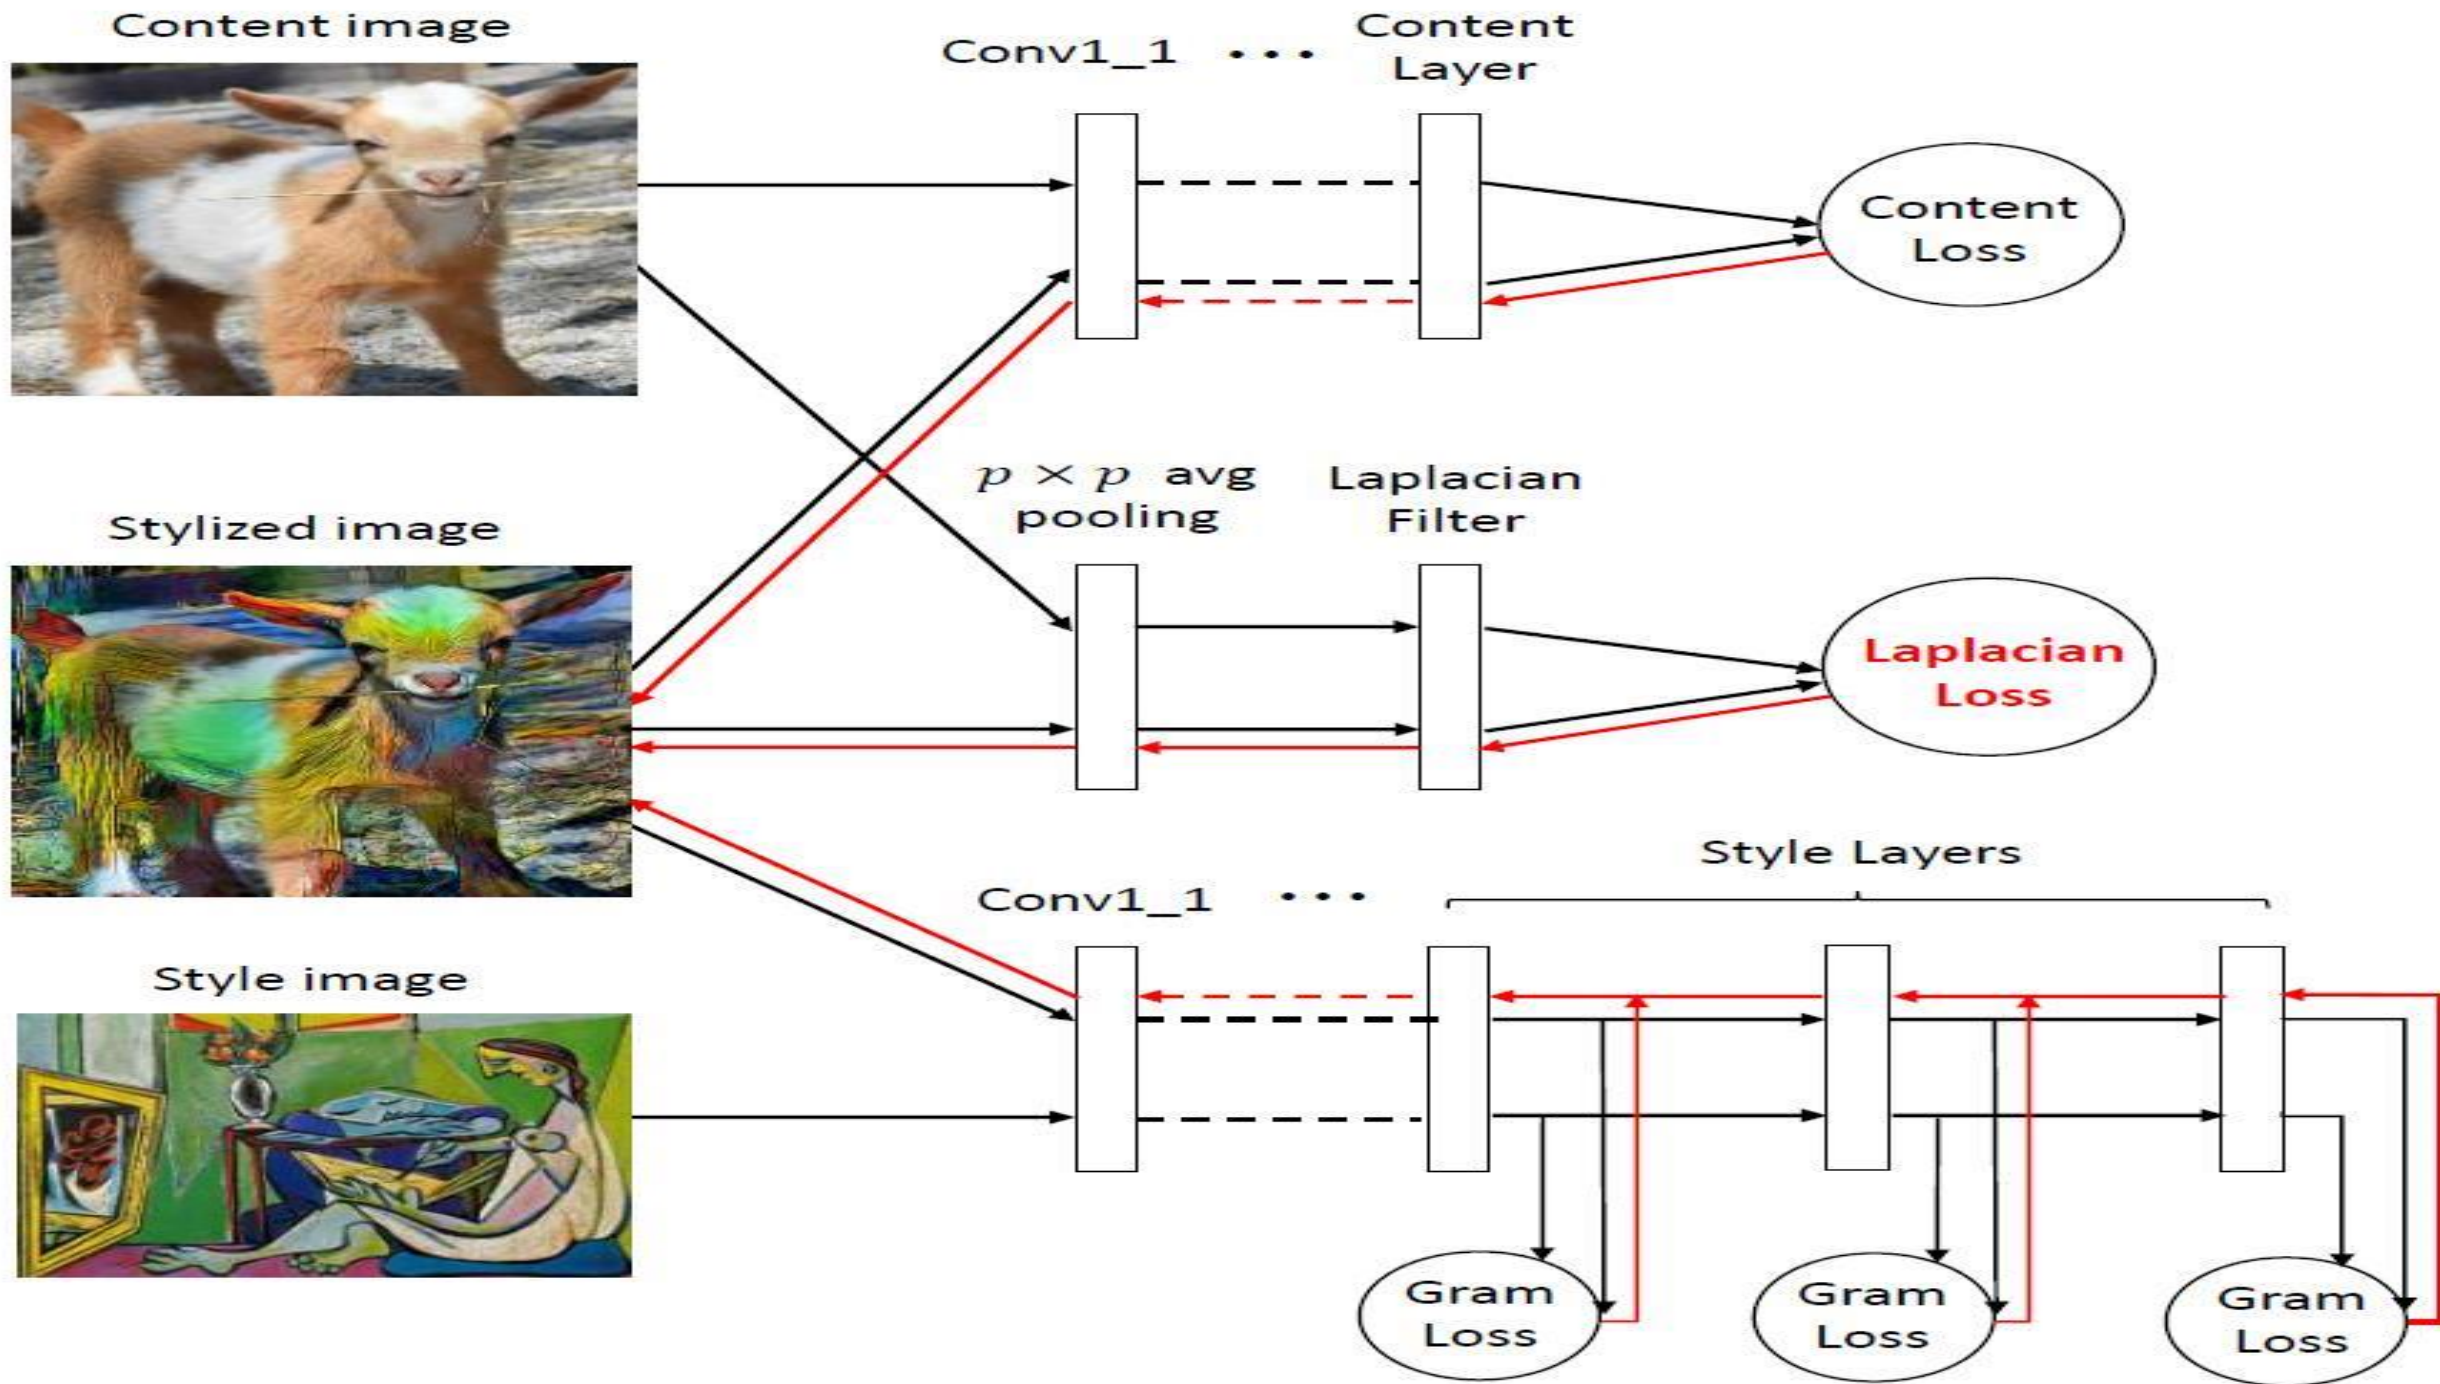 Content image
Conv1_1 ••• Content
Layer
Content
Loss
Stylized image
p × p avg
pooling
Laplacian
Filter
Laplacian
Loss
Style image
Conv1_1 •••
Style Layers
Gram
Loss
Gram
Loss
Gram
Loss